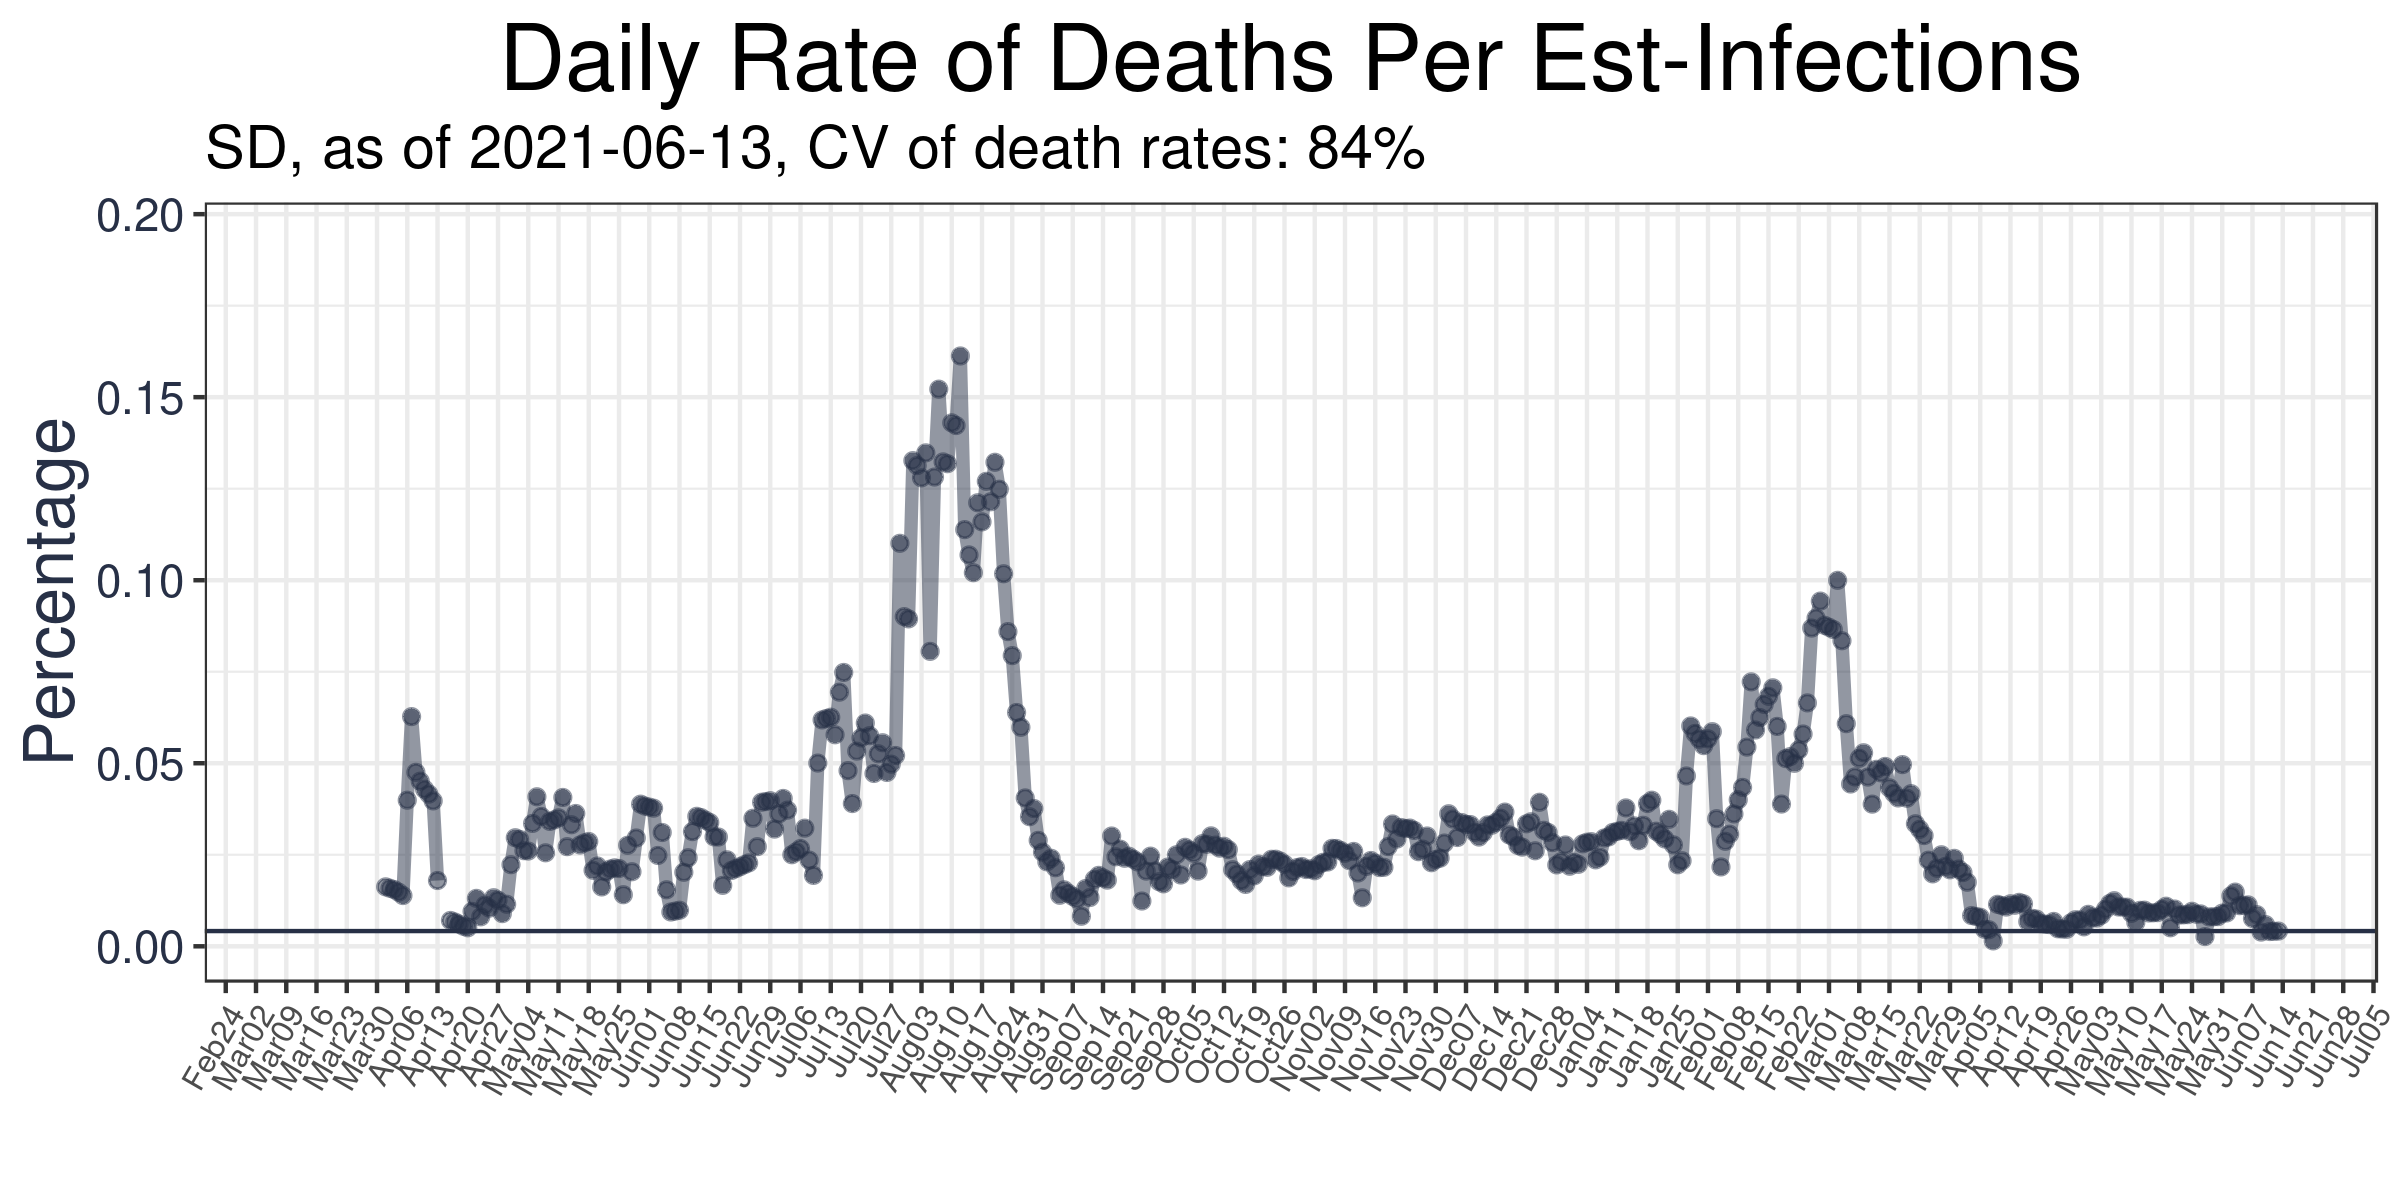 Daily Rate of Deaths Per Est-Infections
SD, as of 2021-06-13, CV of death rates: 84%
Percentage
0.20
0.15
0.10
0.05
0.00
Feb24 Mar02 Mar09 Mar16 Mar23 Mar30 Apr06 Apr13 Apr20 Apr27 May04 May11 May18 May25 Jun01 Jun08 Jun15 Jun22 Jun29 Jul06 Jul13 Jul20 Jul27 Aug03 Aug10 Aug17 Aug24 Aug31 Sep07 Sep14 Sep21 Sep28 Oct05 Oct12 Oct19 Oct26 Nov02 Nov09 Nov16 Nov23 Nov30 Dec07 Dec14 Dec21 Dec28 Jan04 Jan11 Jan18 Jan25 Feb01 Feb08 Feb15 Feb22 Mar01 Mar08 Mar15 Mar22 Mar29 Apr05 Apr12 Apr19 Apr26 May03 May10 May17 May24 May31 Jun07 Jun14 Jun21 Jun28 Jul05